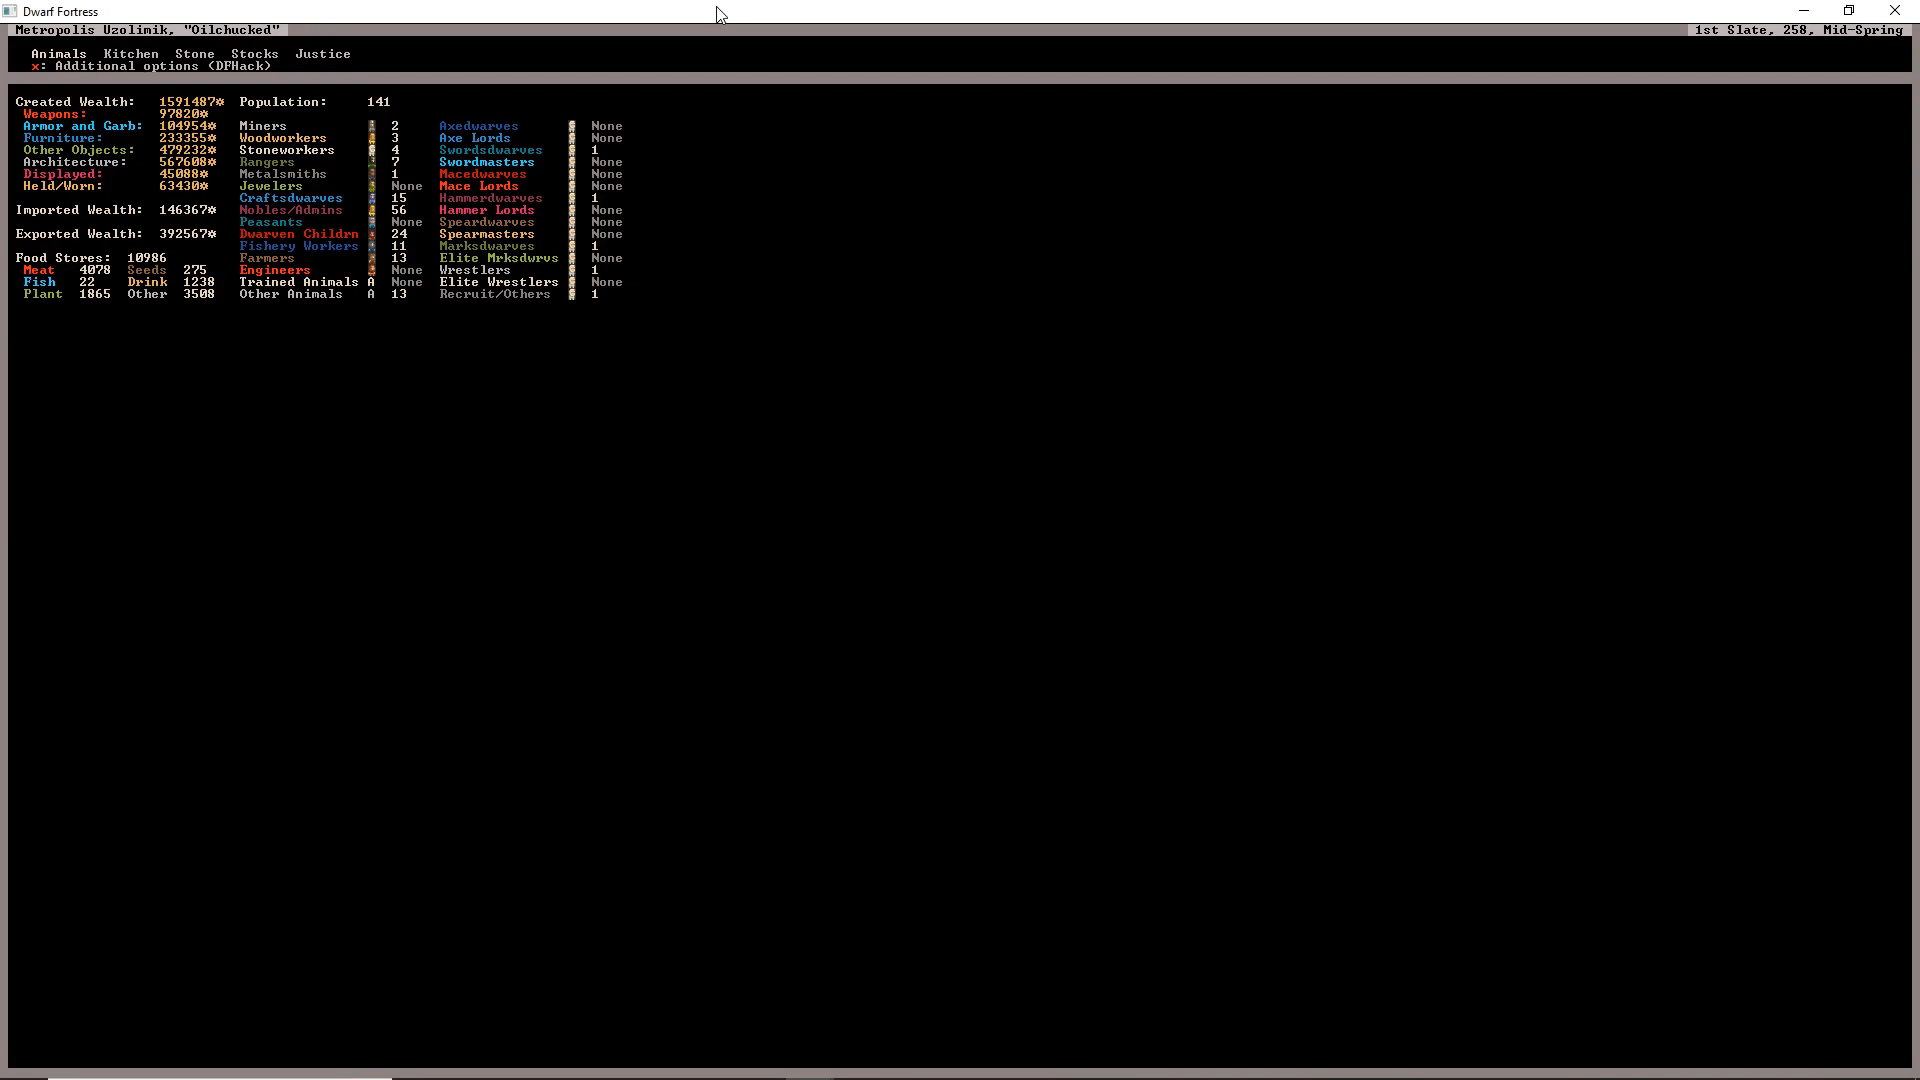 Dwarf Fortress
Metropolis Uzolimik, "Oilchucked" 1st Slate, 258, Mid-Spring
Animals Kitchen Stone Stocks Justice
x: Additional options (DFHack)
Created Wealth: 1591487☼ Population: 141
Weapons: 97820☼
Armor and Garb: 104954☼ Miners 2 Axedwarves None
Furniture: 233355☼ Woodworkers 3 Axe Lords None
Other Objects: 479232☼ Stoneworkers 4 Swordsdwarves 1
Architecture: 567608☼ Rangers 7 Swordmasters None
Displayed: 45088☼ Metalsmiths 1 Macedwarves None
Held/Worn: 63430☼ Jewelers None Mace Lords None
Craftsdwarves 15 Hammerdwarves 1
Imported Wealth: 146367☼ Nobles/Admins 56 Hammer Lords None
Peasants None Speardwarves None
Exported Wealth: 392567☼ Dwarven Childrn 24 Spearmasters None
Fishery Workers 11 Marksdwarves 1
Food Stores: 10986 Farmers 13 Elite Mrksdwrvs None
Meat 4078 Seeds 275 Engineers None Wrestlers 1
Fish 22 Drink 1238 Trained Animals A None Elite Wrestlers None
Plant 1865 Other 3508 Other Animals A 13 Recruit/Others 1